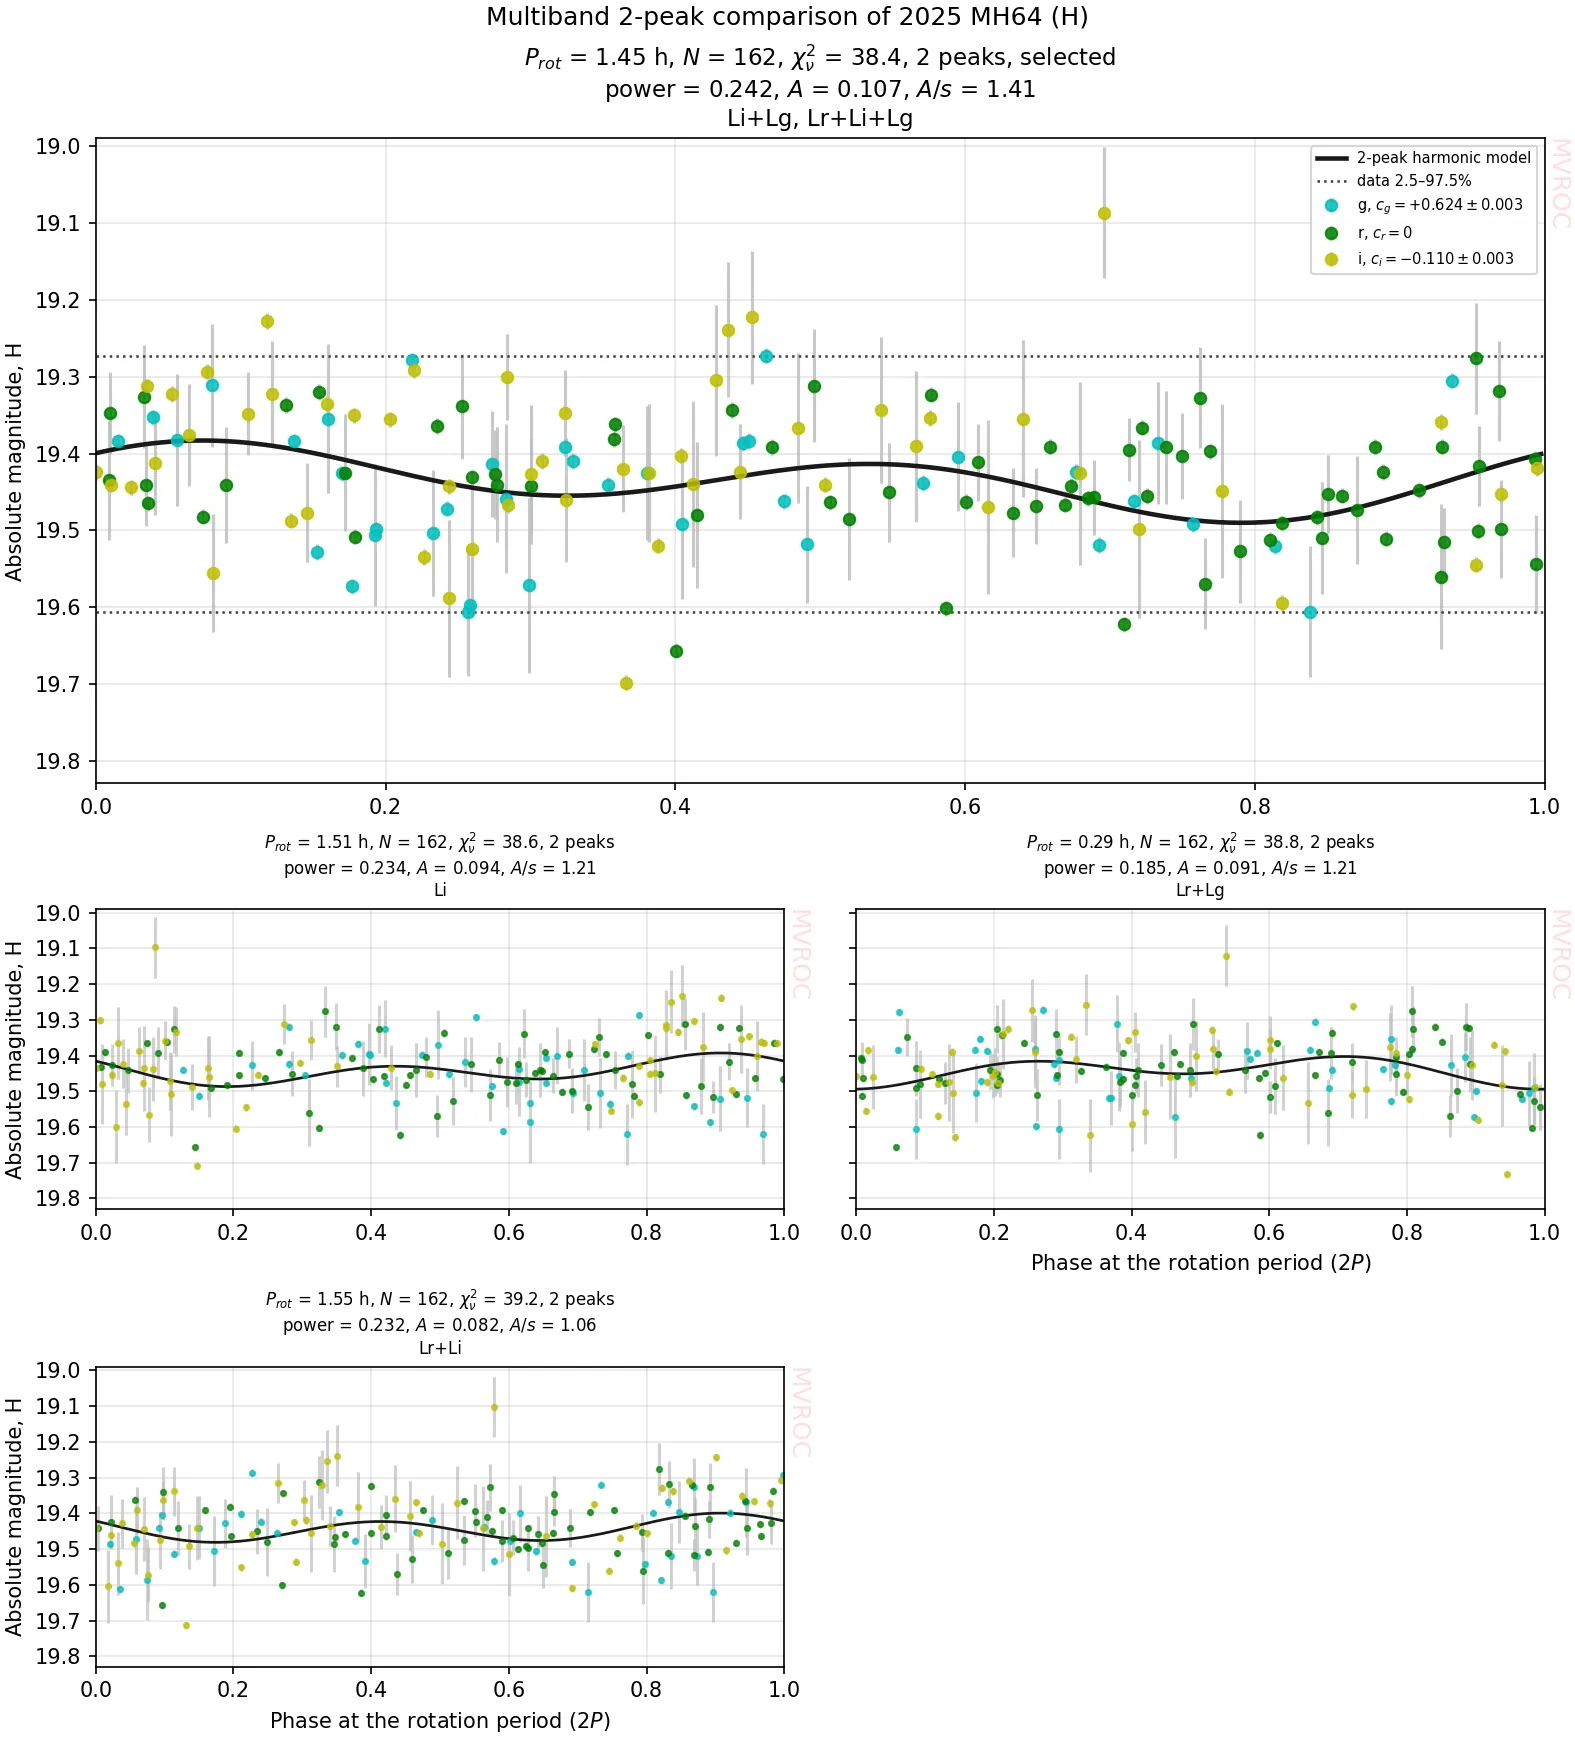 Multiband 2-peak comparison of 2025 MH64 (H)
P_rot = 1.45 h, N = 162, χ²_ν = 38.4, 2 peaks, selected
power = 0.242, A = 0.107, A/s = 1.41
Li+Lg, Lr+Li+Lg
Absolute magnitude, H
19.0
19.1
19.2
19.3
19.4
19.5
19.6
19.7
19.8
0.0 0.2 0.4 0.6 0.8 1.0
2-peak harmonic model
data 2.5–97.5%
g, c_g = +0.624 ± 0.003
r, c_r = 0
i, c_i = −0.110 ± 0.003
MVROC
P_rot = 1.51 h, N = 162, χ²_ν = 38.6, 2 peaks
power = 0.234, A = 0.094, A/s = 1.21
Li
Absolute magnitude, H
19.0
19.1
19.2
19.3
19.4
19.5
19.6
19.7
19.8
0.0 0.2 0.4 0.6 0.8 1.0
MVROC
P_rot = 0.29 h, N = 162, χ²_ν = 38.8, 2 peaks
power = 0.185, A = 0.091, A/s = 1.21
Lr+Lg
0.0 0.2 0.4 0.6 0.8 1.0
Phase at the rotation period (2P)
MVROC
P_rot = 1.55 h, N = 162, χ²_ν = 39.2, 2 peaks
power = 0.232, A = 0.082, A/s = 1.06
Lr+Li
Absolute magnitude, H
19.0
19.1
19.2
19.3
19.4
19.5
19.6
19.7
19.8
0.0 0.2 0.4 0.6 0.8 1.0
Phase at the rotation period (2P)
MVROC